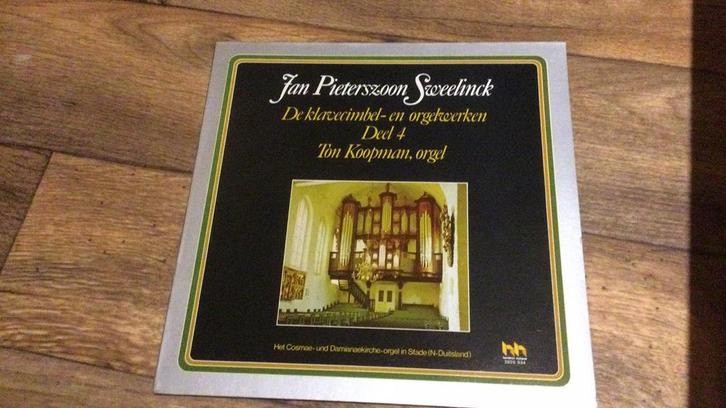 Jan Pieterszoon Sweelinck
De klavecimbel- en orgelwerken
Deel 4
Ton Koopman, orgel
Het Cosmae- und Damianaekirche-orgel in Stade (N-Duitsland)
hh